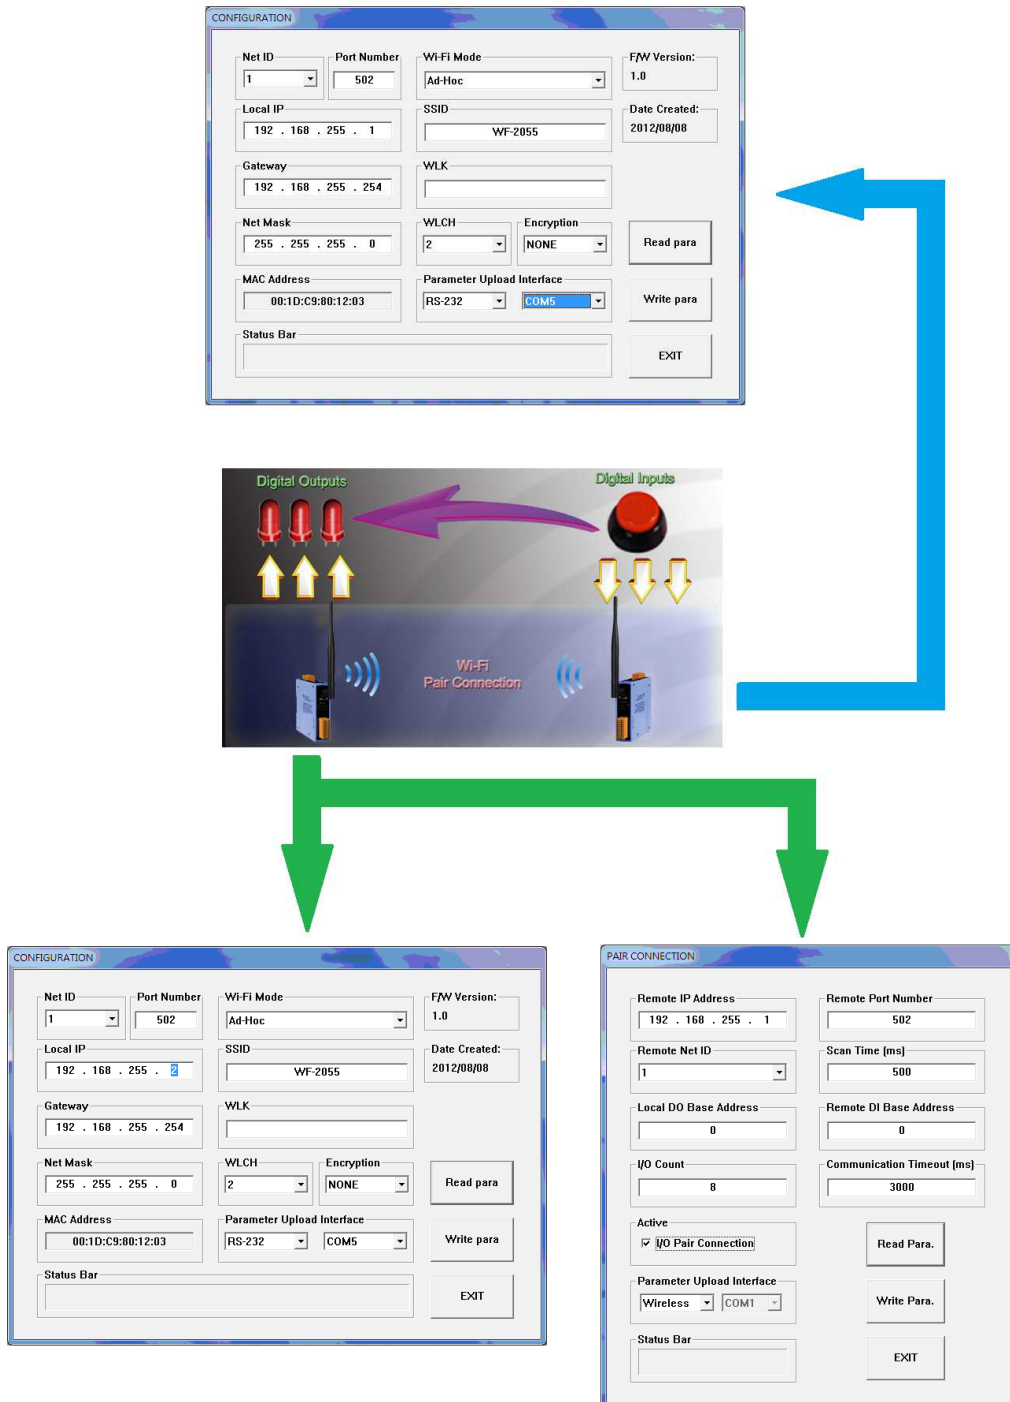 CONFIGURATION
Net ID
Port Number
Wi-Fi Mode
F/W Version:
1
502
Ad-Hoc
1.0
Local IP
SSID
Date Created:
192 . 168 . 255 . 1
WF-2055
2012/08/08
Gateway
WLK
192 . 168 . 255 . 254
Net Mask
WLCH
Encryption
255 . 255 . 255 . 0
2
NONE
Read para
MAC Address
Parameter Upload Interface
00:1D:C9:80:12:03
RS-232
COM5
Write para
Status Bar
EXIT
Digital Outputs
Digital Inputs
Wi-Fi
Pair Connection
CONFIGURATION
Net ID
Port Number
Wi-Fi Mode
F/W Version:
1
502
Ad-Hoc
1.0
Local IP
SSID
Date Created:
192 . 168 . 255 . 2
WF-2055
2012/08/08
Gateway
WLK
192 . 168 . 255 . 254
Net Mask
WLCH
Encryption
255 . 255 . 255 . 0
2
NONE
Read para
MAC Address
Parameter Upload Interface
00:1D:C9:80:12:03
RS-232
COM5
Write para
Status Bar
EXIT
PAIR CONNECTION
Remote IP Address
Remote Port Number
192 . 168 . 255 . 1
502
Remote Net ID
Scan Time (ms)
1
500
Local DO Base Address
Remote DI Base Address
0
0
I/O Count
Communication Timeout (ms)
8
3000
Active
I/O Pair Connection
Read Para.
Parameter Upload Interface
Wireless
COM1
Write Para.
Status Bar
EXIT